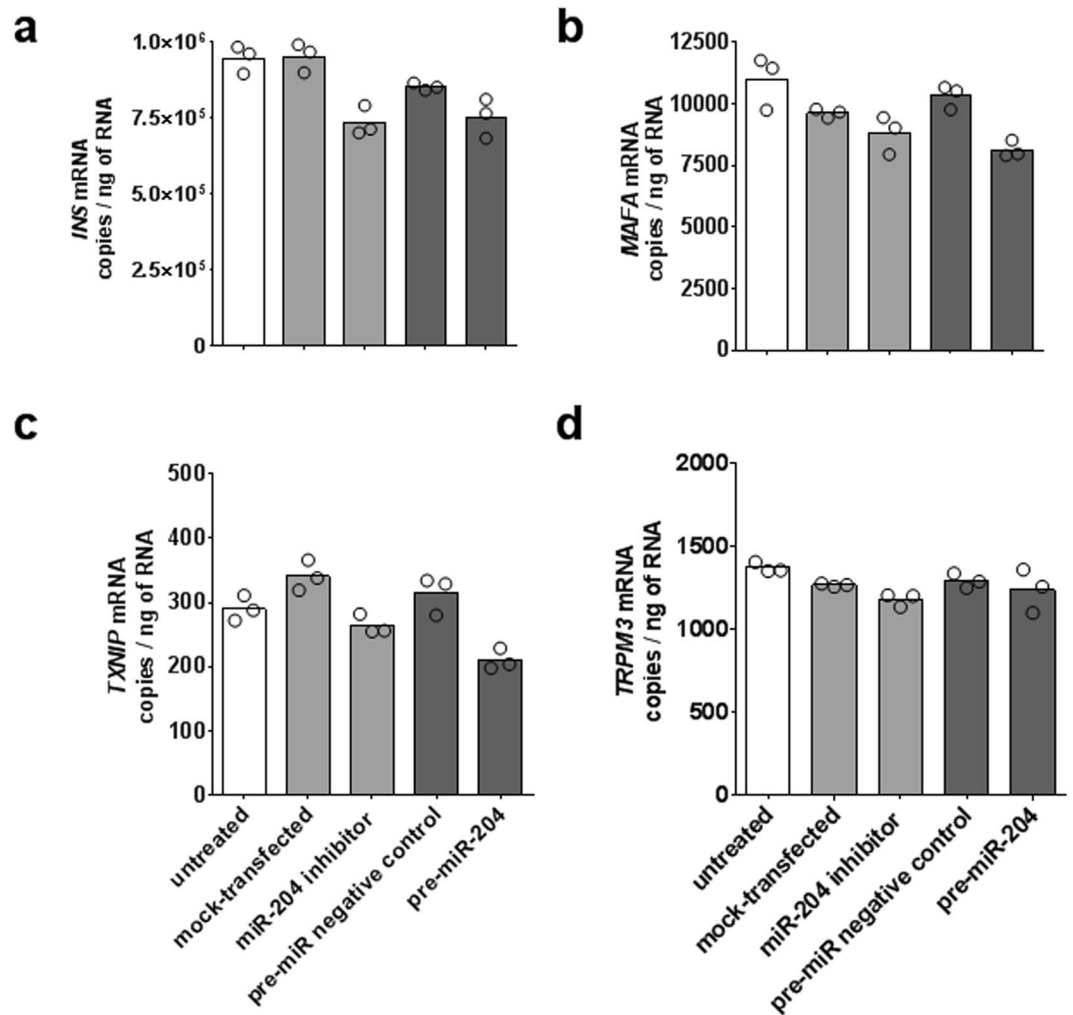 a
INS mRNA
copies / ng of RNA
1.0×10⁶
7.5×10⁵
5.0×10⁵
2.5×10⁵
0
b
MAFA mRNA
copies / ng of RNA
12500
10000
7500
5000
2500
0
c
TXNIP mRNA
copies / ng of RNA
500
400
300
200
100
0
untreated
mock-transfected
miR-204 inhibitor
pre-miR negative control
pre-miR-204
d
TRPM3 mRNA
copies / ng of RNA
2000
1500
1000
500
0
untreated
mock-transfected
miR-204 inhibitor
pre-miR negative control
pre-miR-204